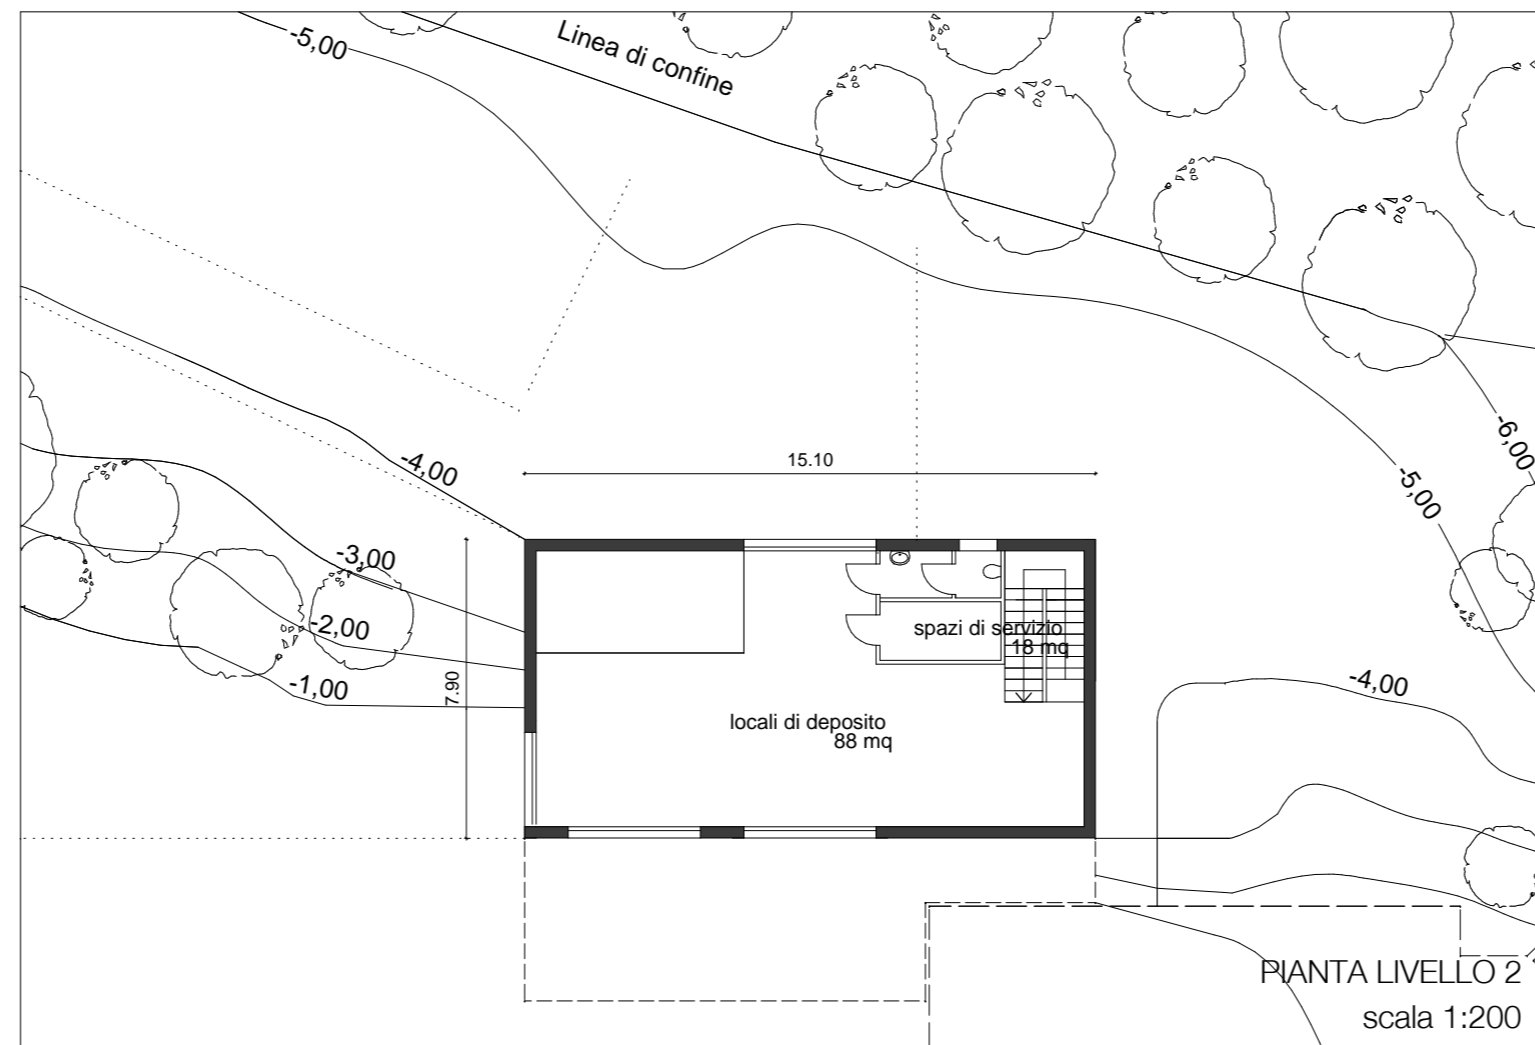 -5,00
Linea di confine
-4,00
15.10
-6,00
-5,00
-3,00
-2,00
-1,00
7.90
spazi di servizio
18 mq
-4,00
locali di deposito
88 mq
PIANTA LIVELLO 2
scala 1:200